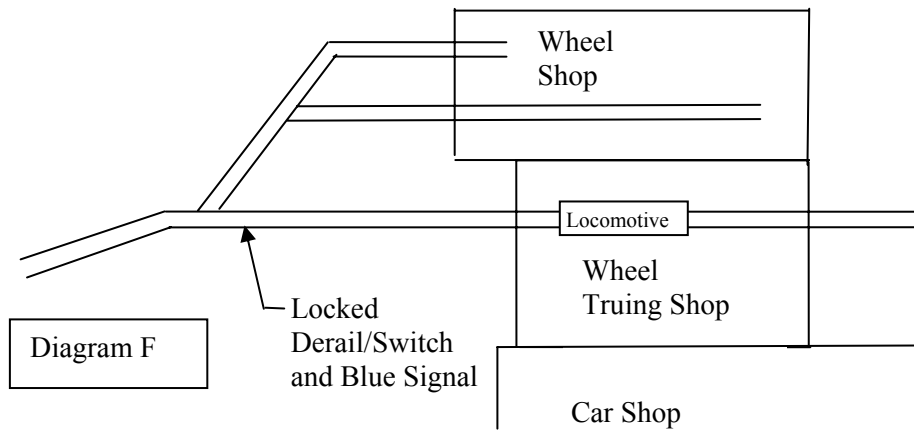 Wheel
Shop
Locomotive
Wheel
Truing Shop
Locked
Derail/Switch
and Blue Signal
Diagram F
Car Shop